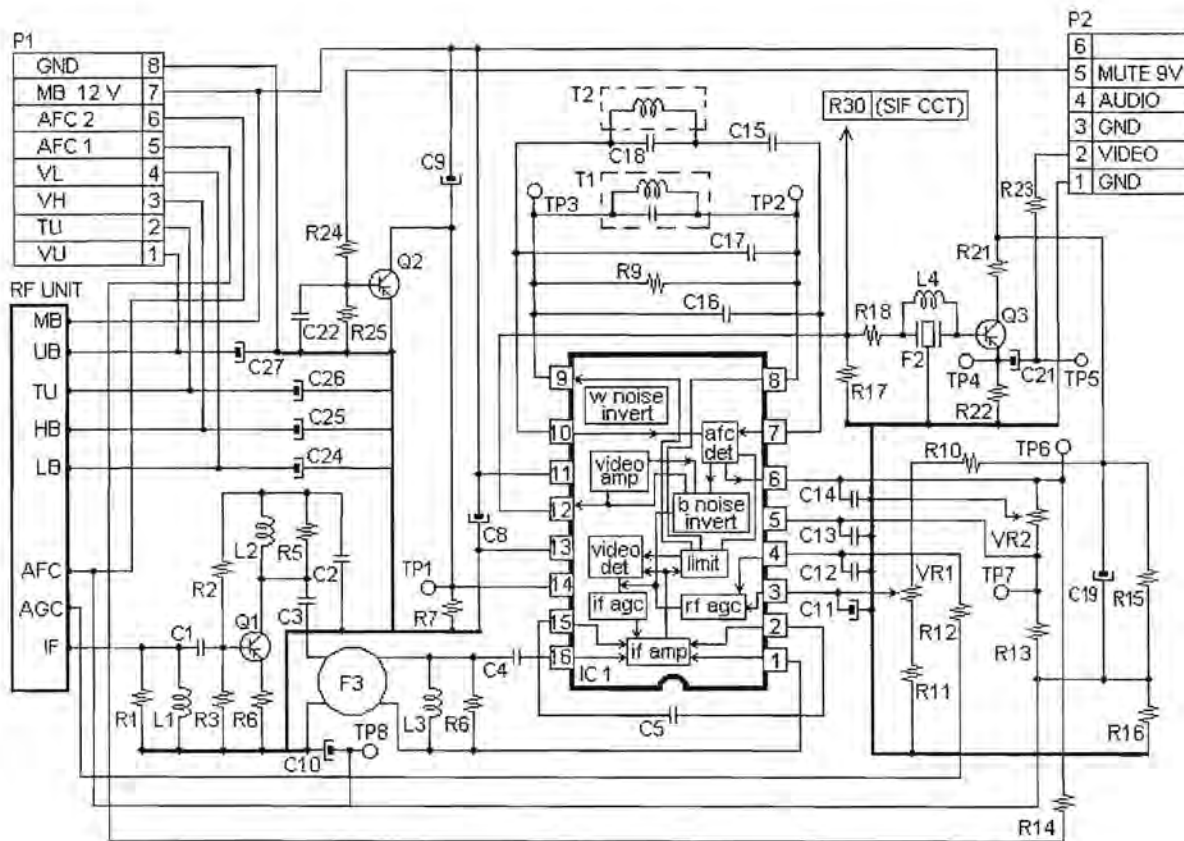 P1
GND 8
MB 12 V 7
AFC 2 6
AFC 1 5
VL 4
VH 3
TU 2
VU 1
P2
6
5 MUTE 9V
4 AUDIO
3 GND
2 VIDEO
1 GND
RF UNIT
MB
UB
TU
HB
LB
AFC
AGC
IF
R24
Q2
C22
R25
C27
C26
C25
C24
C9
C8
T2
C18
C15
T1
TP3
TP2
C17
R9
C16
R30 (SIF CCT)
R23
R21
L4
Q3
R18
F2
TP4
C21
TP5
R17
R22
9
10
11
12
13
14
15
16
8
7
6
5
4
3
2
1
w noise
invert
afc
det
video
amp
b noise
invert
video
det
limit
if agc
rf agc
if amp
IC 1
R10
TP6
C14
C13
C12
C11
VR2
VR1
TP7
R12
R11
R13
C19
R15
R16
R14
L2
R5
C2
R2
C3
C1
Q1
TP1
R7
R1
L1
R3
R6
F3
C10
TP8
L3
R6
C4
C5